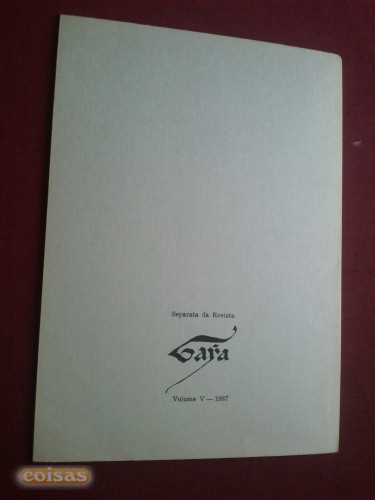 Separata da Revista
Gaya
Volume V — 1987
coisas